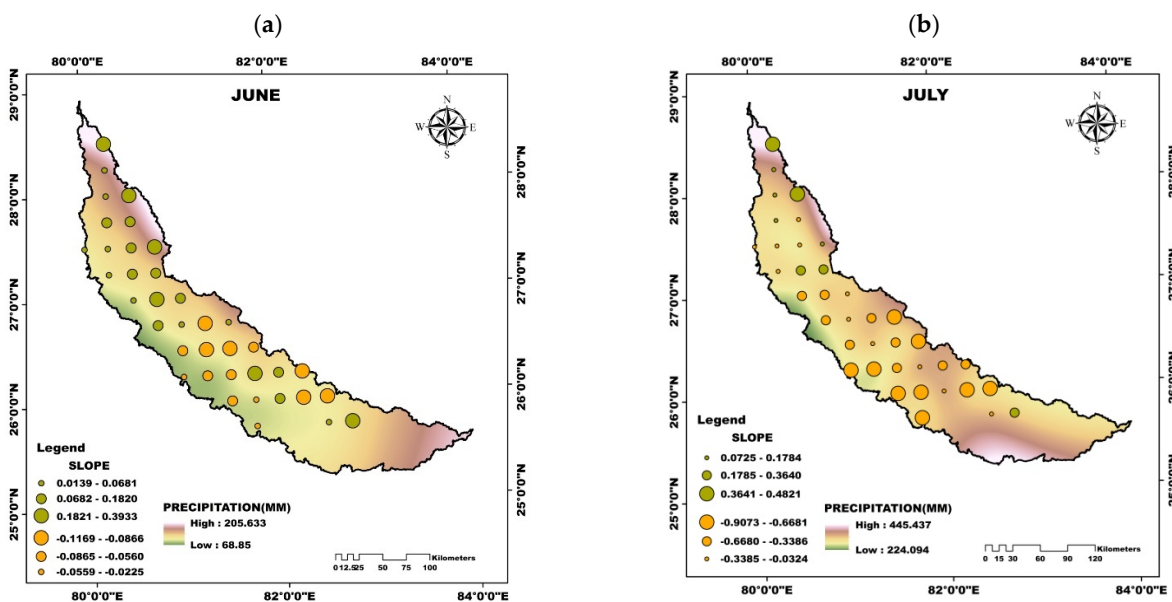 (a)
80°0'0"E 82°0'0"E 84°0'0"E
JUNE
N
W E
S
29°0'0"N
28°0'0"N
27°0'0"N
26°0'0"N
25°0'0"N
28°0'0"N
27°0'0"N
26°0'0"N
25°0'0"N
Legend
SLOPE
0.0139 - 0.0681
0.0682 - 0.1820
0.1821 - 0.3933
-0.1169 - -0.0866
-0.0865 - -0.0560
-0.0559 - -0.0225
PRECIPITATION(MM)
High : 205.633
Low : 68.85
Kilometers
0 12.525 50 75 100
80°0'0"E 82°0'0"E 84°0'0"E
(b)
80°0'0"E 82°0'0"E 84°0'0"E
JULY
N
W E
S
29°0'0"N
28°0'0"N
27°0'0"N
26°0'0"N
25°0'0"N
Legend
SLOPE
0.0725 - 0.1784
0.1785 - 0.3640
0.3641 - 0.4821
-0.9073 - -0.6681
-0.6680 - -0.3386
-0.3385 - -0.0324
PRECIPITATION(MM)
High : 445.437
Low : 224.094
Kilometers
0 15 30 60 90 120
80°0'0"E 82°0'0"E 84°0'0"E